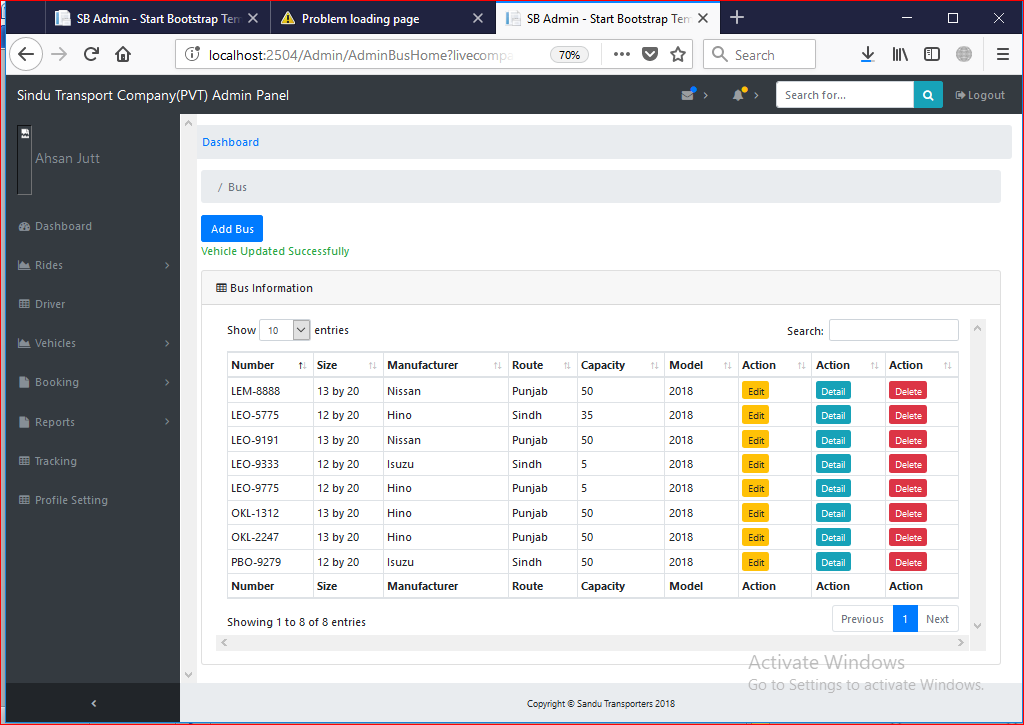 SB Admin - Start Bootstrap Tem
Problem loading page
SB Admin - Start Bootstrap Tem
localhost:2504/Admin/AdminBusHome?livecompa
70%
Search
Sindu Transport Company(PVT) Admin Panel
Search for...
Logout
Ahsan Jutt
Dashboard
Rides
Driver
Vehicles
Booking
Reports
Tracking
Profile Setting
Dashboard
/ Bus
Add Bus
Vehicle Updated Successfully
Bus Information
Show 10 entries
Search:
Number Size Manufacturer Route Capacity Model Action Action Action
LEM-8888 13 by 20 Nissan Punjab 50 2018 Edit Detail Delete
LEO-5775 12 by 20 Hino Sindh 35 2018 Edit Detail Delete
LEO-9191 13 by 20 Nissan Punjab 50 2018 Edit Detail Delete
LEO-9333 12 by 20 Isuzu Sindh 5 2018 Edit Detail Delete
LEO-9775 12 by 20 Hino Punjab 5 2018 Edit Detail Delete
OKL-1312 13 by 20 Hino Punjab 50 2018 Edit Detail Delete
OKL-2247 13 by 20 Hino Punjab 50 2018 Edit Detail Delete
PBO-9279 12 by 20 Isuzu Sindh 50 2018 Edit Detail Delete
Number Size Manufacturer Route Capacity Model Action Action Action
Showing 1 to 8 of 8 entries
Previous 1 Next
Activate Windows
Go to Settings to activate Windows.
Copyright © Sandu Transporters 2018